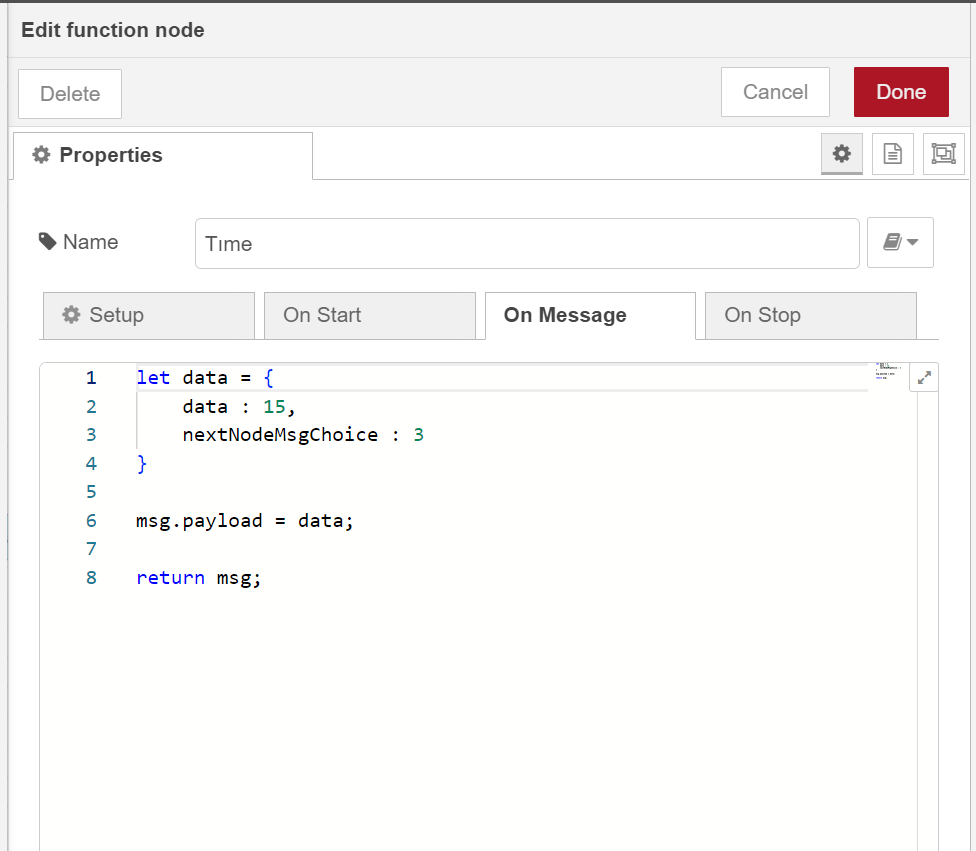 Edit function node
Delete
Cancel
Done
Properties
Name
Tıme
Setup
On Start
On Message
On Stop
1 let data = {
2     data : 15,
3     nextNodeMsgChoice : 3
4 }
5
6 msg.payload = data;
7
8 return msg;